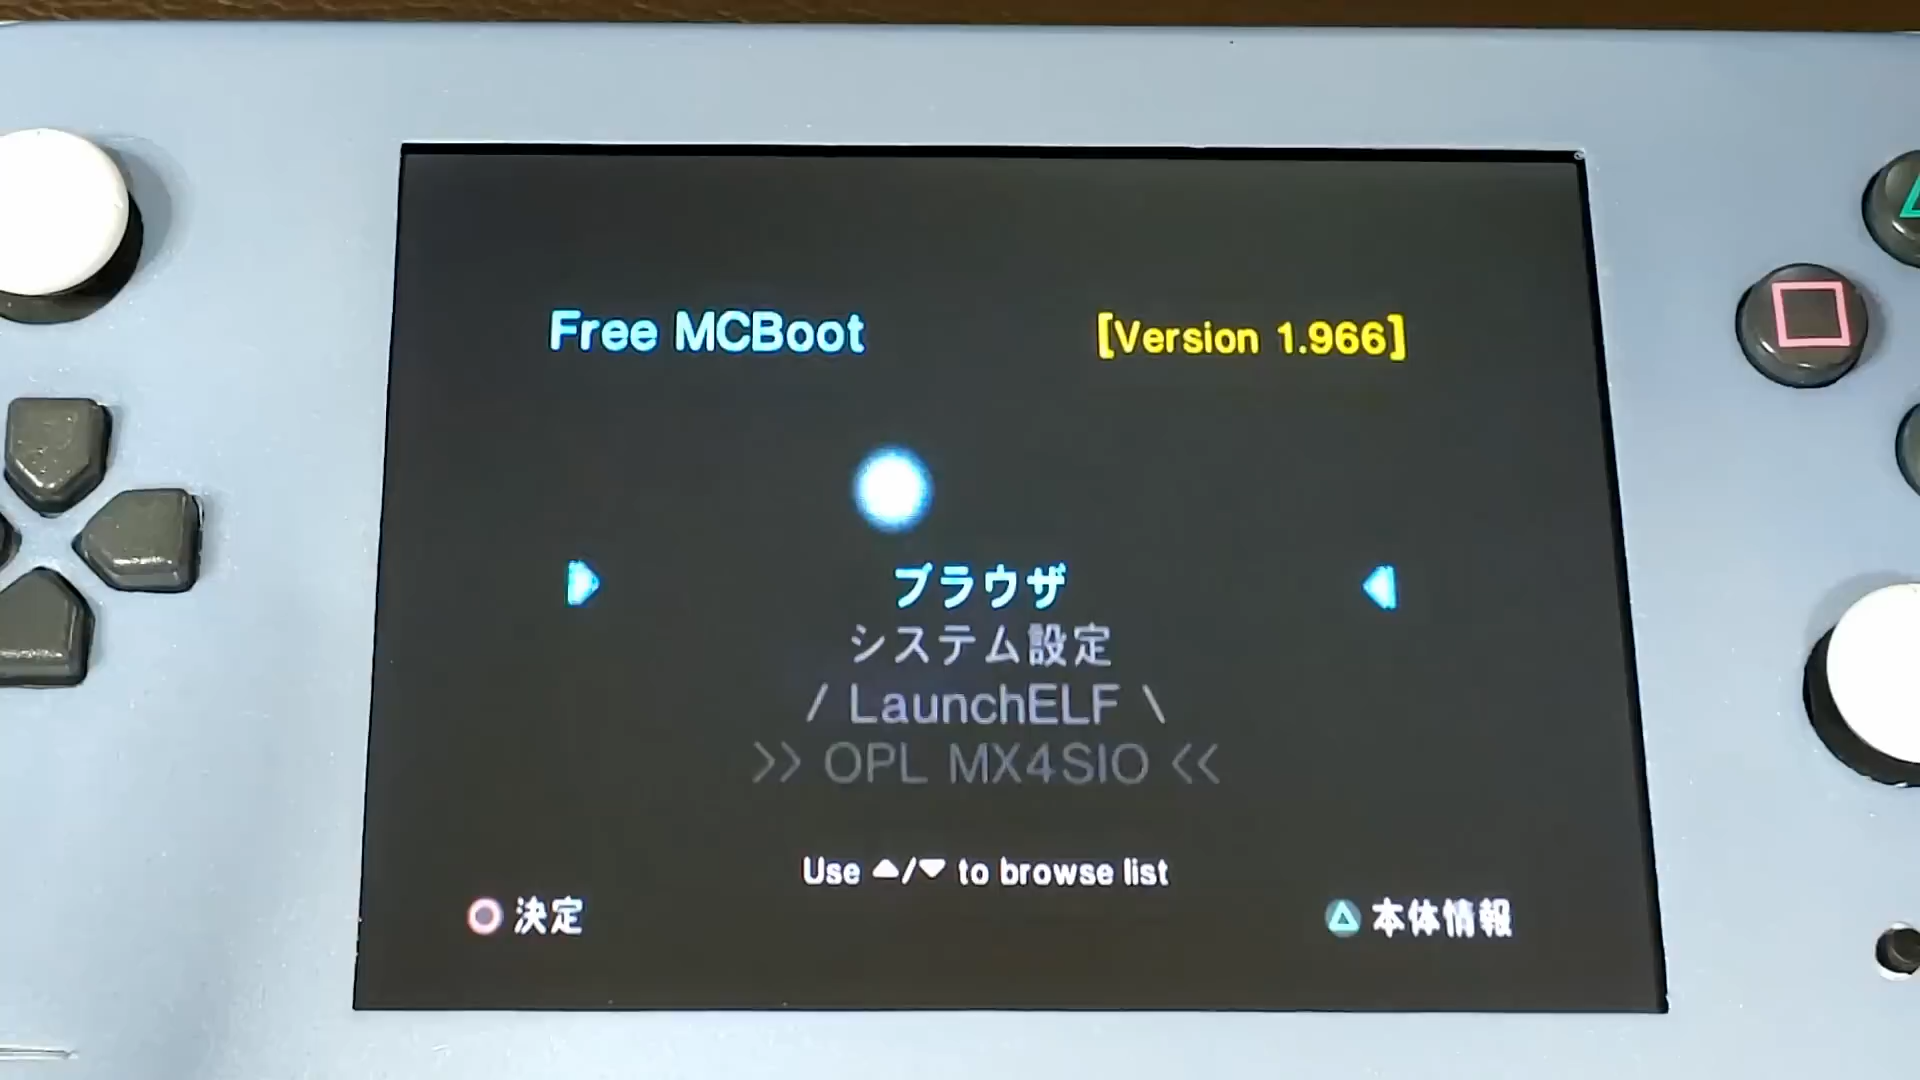 Free MCBoot
[Version 1.966]
ブラウザ
システム設定
/ LaunchELF \
>> OPL MX4SIO <<
Use ▲/▼ to browse list
決定
本体情報